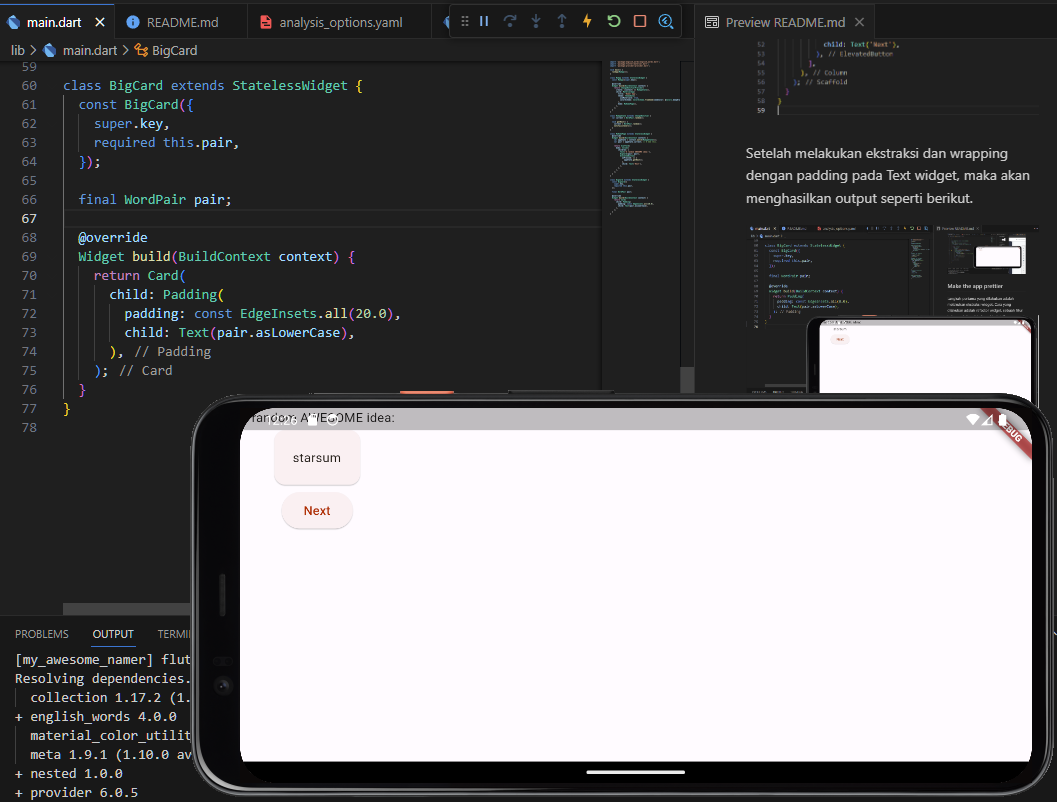 main.dart
README.md
analysis_options.yaml
Preview README.md
lib > main.dart > BigCard
59
60 class BigCard extends StatelessWidget {
61 const BigCard({
62 super.key,
63 required this.pair,
64 });
65
66 final WordPair pair;
67
68 @override
69 Widget build(BuildContext context) {
70 return Card(
71 child: Padding(
72 padding: const EdgeInsets.all(20.0),
73 child: Text(pair.asLowerCase),
74 ), // Padding
75 ); // Card
76 }
77 }
78
52 child: Text('Next'),
53 ), // ElevatedButton
54 ],
55 ), // Column
56 ); // Scaffold
57 }
58 }
59
Setelah melakukan ekstraksi dan wrapping
dengan padding pada Text widget, maka akan
menghasilkan output seperti berikut.
Make the app prettier
random AWESOME idea:
12:26
DEBUG
starsum
Next
PROBLEMS OUTPUT TERMI
[my_awesome_namer] flut
Resolving dependencies.
collection 1.17.2 (1.
+ english_words 4.0.0
material_color_utilit
meta 1.9.1 (1.10.0 av
+ nested 1.0.0
+ provider 6.0.5